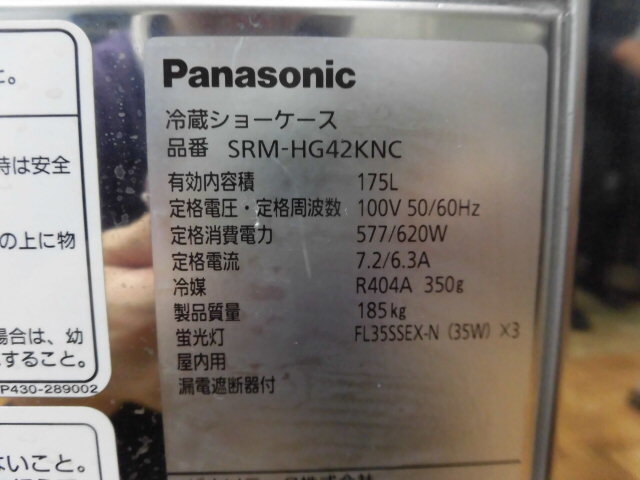 た。
時は安全
の上に物
場合は、幼
すること。
P430-289002
ないこと。
Panasonic
冷蔵ショーケース
品番 SRM-HG42KNC
有効内容積 175L
定格電圧・定格周波数 100V 50/60Hz
定格消費電力 577/620W
定格電流 7.2/6.3A
冷媒 R404A 350g
製品質量 185kg
蛍光灯 FL35SSEX-N (35W) ×3
屋内用
漏電遮断器付